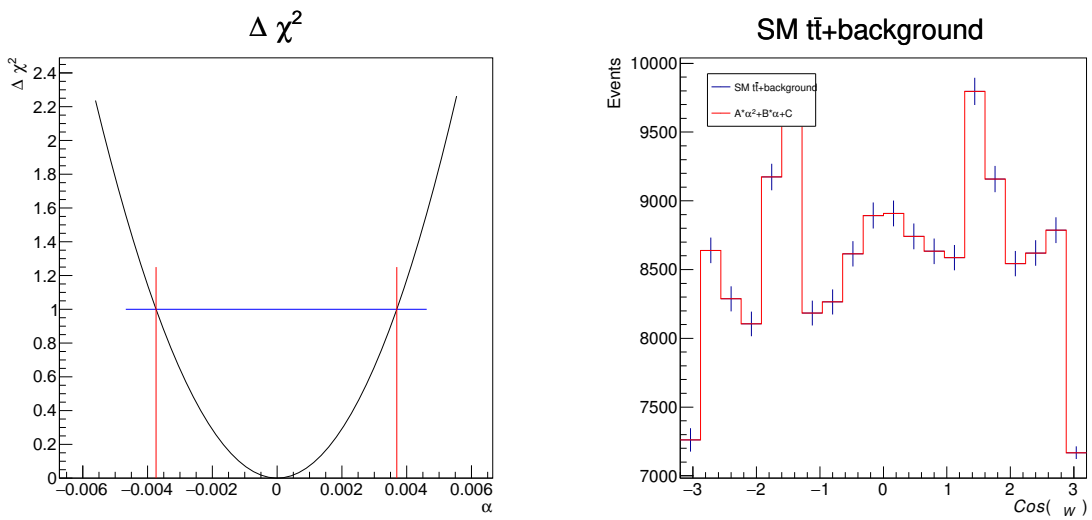 Δ χ²
Δ χ²
2.4
2.2
2
1.8
1.6
1.4
1.2
1
0.8
0.6
0.4
0.2
0
−0.006 −0.004 −0.002 0 0.002 0.004 0.006
α
SM tt̄+background
Events
10000
9500
9000
8500
8000
7500
7000
SM tt̄+background
A*α²+B*α+C
−3 −2 −1 0 1 2 3
Cos( W)